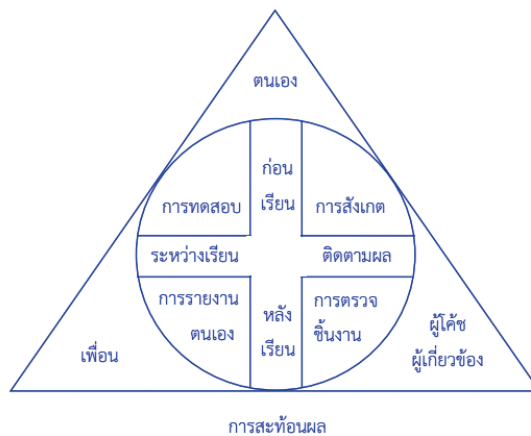 ตนเอง
ก่อน
เรียน
การทดสอบ
การสังเกต
ระหว่างเรียน
ติดตามผล
การรายงาน
ตนเอง
หลัง
เรียน
การตรวจ
ชิ้นงาน
เพื่อน
ผู้โค้ช
ผู้เกี่ยวข้อง
การสะท้อนผล